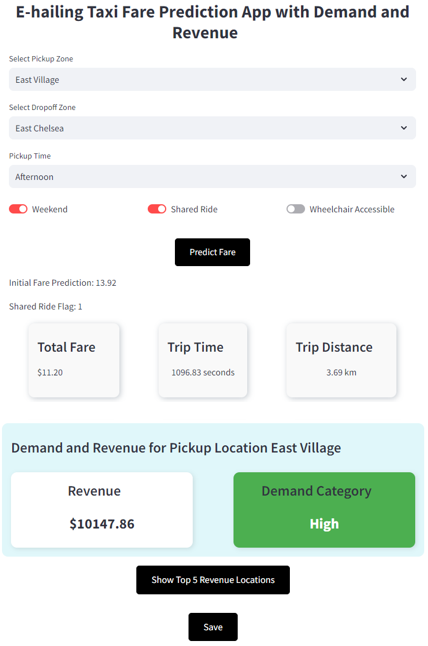 E-hailing Taxi Fare Prediction App with Demand and
Revenue
Select Pickup Zone
East Village
Select Dropoff Zone
East Chelsea
Pickup Time
Afternoon
Weekend
Shared Ride
Wheelchair Accessible
Predict Fare
Initial Fare Prediction: 13.92
Shared Ride Flag: 1
Total Fare
$11.20
Trip Time
1096.83 seconds
Trip Distance
3.69 km
Demand and Revenue for Pickup Location East Village
Revenue
$10147.86
Demand Category
High
Show Top 5 Revenue Locations
Save